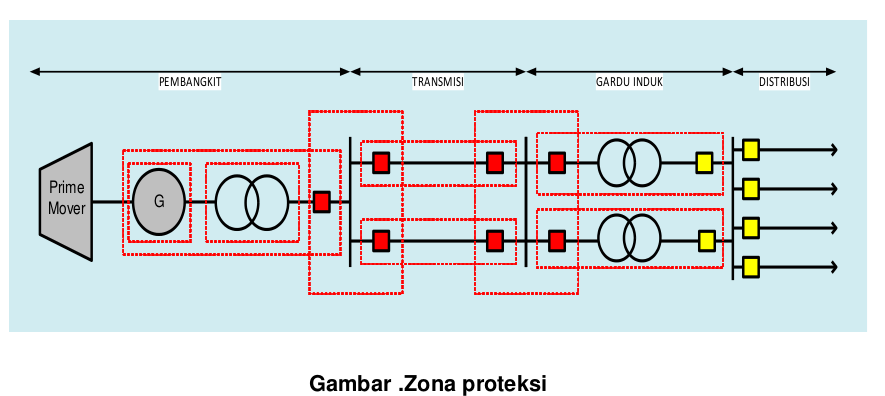 PEMBANGKIT
TRANSMISI
GARDU INDUK
DISTRIBUSI
Prime
Mover
G
Gambar .Zona proteksi